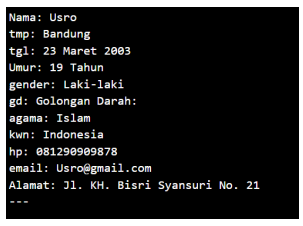 Nama: Usro
tmp: Bandung
tgl: 23 Maret 2003
Umur: 19 Tahun
gender: Laki-laki
gd: Golongan Darah:
agama: Islam
kwn: Indonesia
hp: 081290909878
email: Usro@gmail.com
Alamat: Jl. KH. Bisri Syansuri No. 21
---